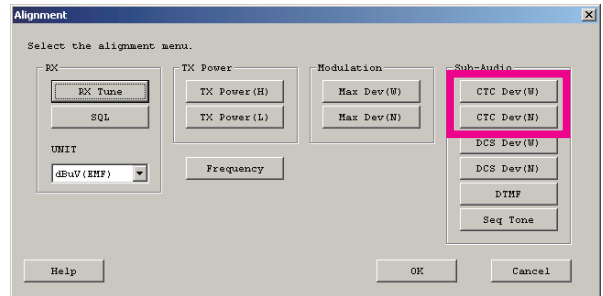 Alignment
Select the alignment menu.
RX
RX Tune
SQL
UNIT
dBuV(EMF)
TX Power
TX Power(H)
TX Power(L)
Frequency
Modulation
Max Dev(W)
Max Dev(N)
Sub-Audio
CTC Dev(W)
CTC Dev(N)
DCS Dev(W)
DCS Dev(N)
DTMF
Seq Tone
Help
OK
Cancel